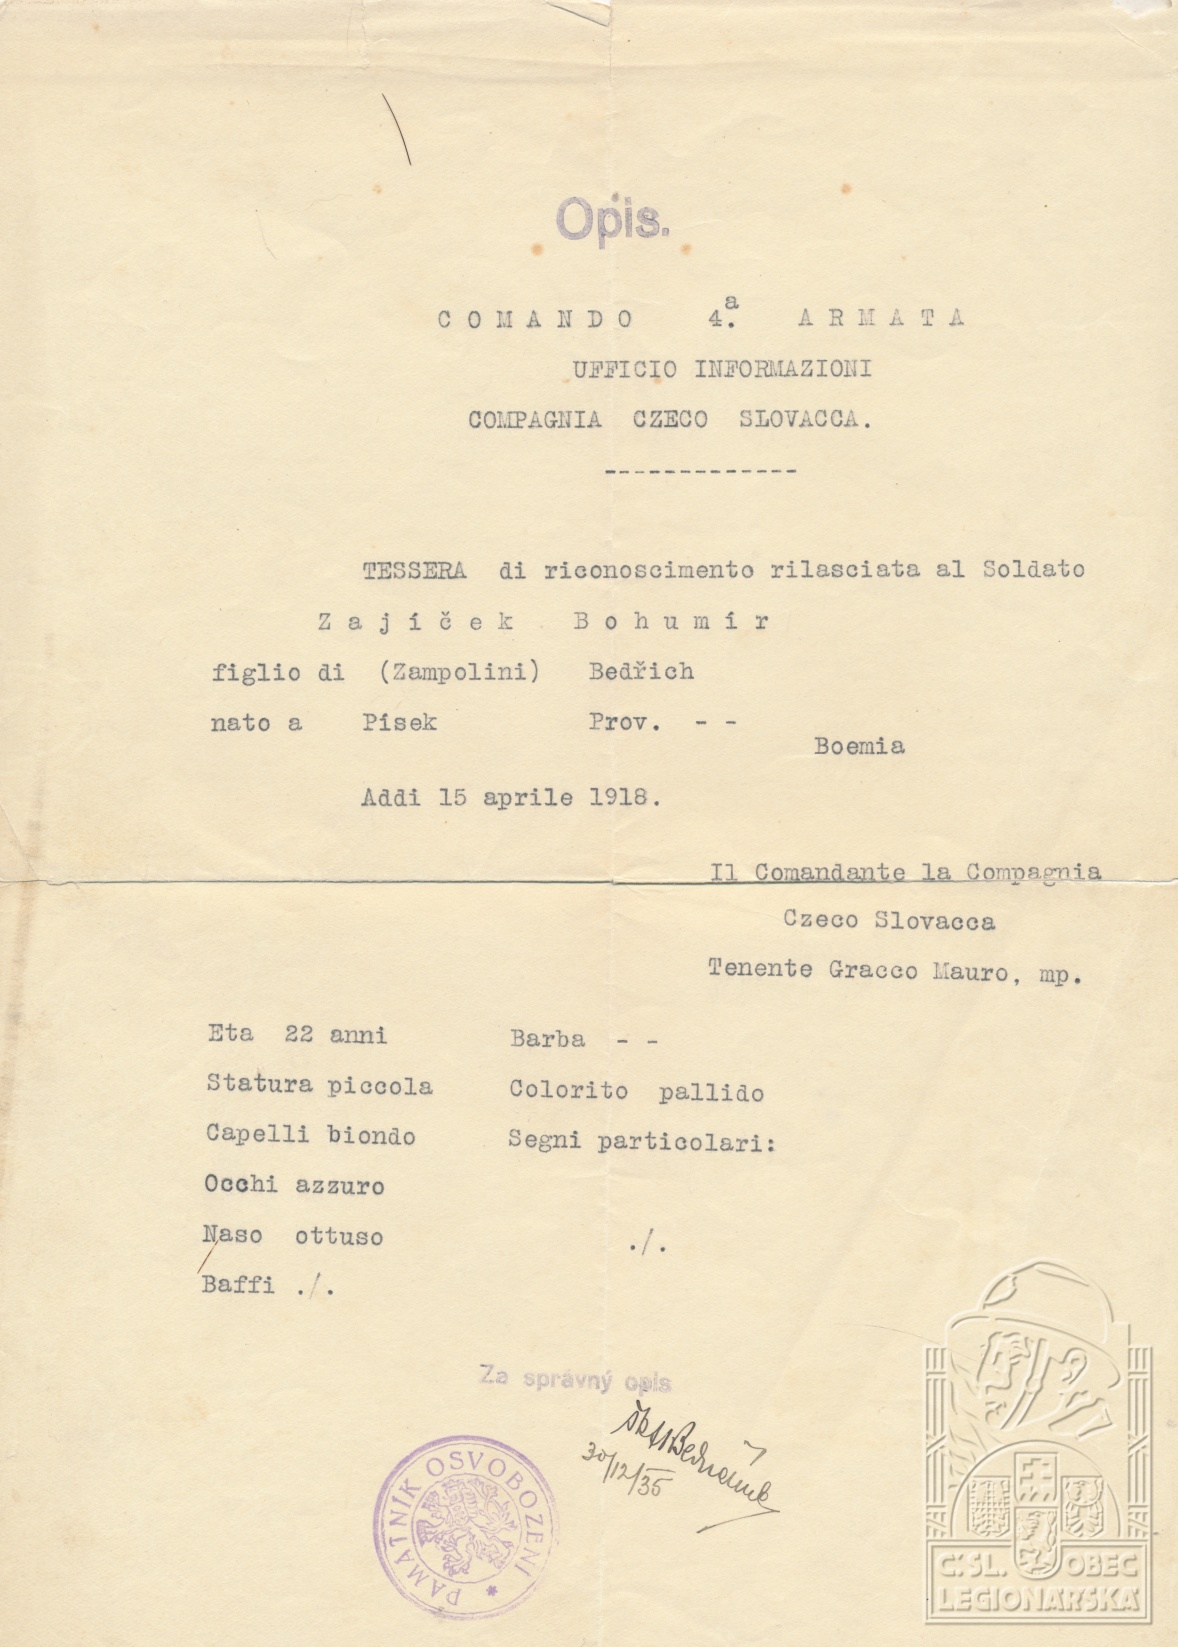 Opis.
COMANDO 4.a ARMATA
UFFICIO INFORMAZIONI
COMPAGNIA CZECO SLOVACCA.
-------------
TESSERA di riconoscimento rilasciata al Soldato
Zajíček Bohumír
figlio di (Zampolini) Bedřich
nato a Písek Prov. - -
Boemia
Addi 15 aprile 1918.
Il Comandante la Compagnia
Czeco Slovacca
Tenente Gracco Mauro, mp.
Eta 22 anni Barba - -
Statura piccola Colorito pallido
Capelli biondo Segni particolari:
Occhi azzuro
Naso ottuso ./.
Baffi ./.
Za správný opis
30/12/35
PAMÁTNÍK OSVOBOZENÍ *
Č.SL. OBEC
LEGIONÁŘSKÁ